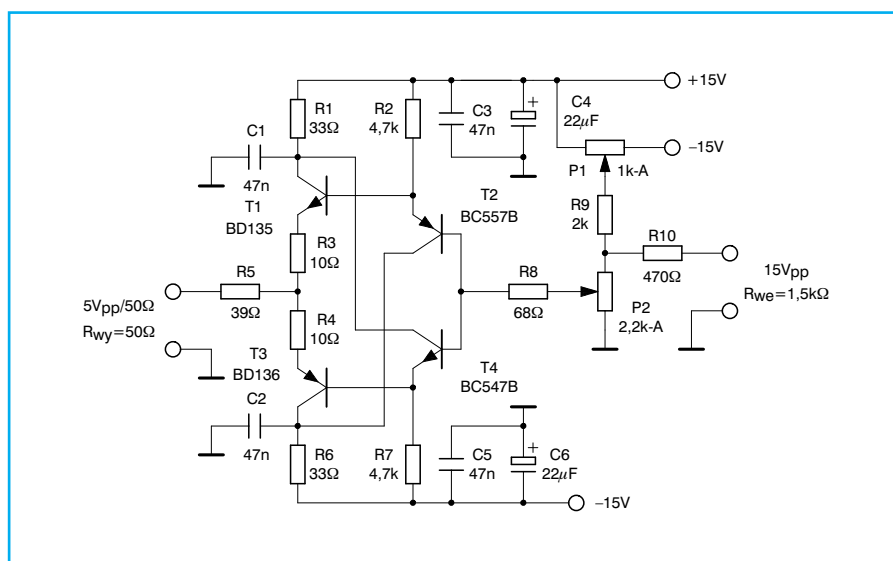 +15V
R1
33Ω
R2
4,7k
C3
47n
+
C4
22µF
C1
47n
−15V
P1
1k-A
T1
BD135
T2
BC557B
R9
2k
R3
10Ω
R10
470Ω
R5
39Ω
R8
68Ω
5Vpp/50Ω
Rwy=50Ω
15Vpp
Rwe=1,5kΩ
P2
2,2k-A
R4
10Ω
T3
BD136
T4
BC547B
C2
47n
R6
33Ω
R7
4,7k
C5
47n
+
C6
22µF
−15V